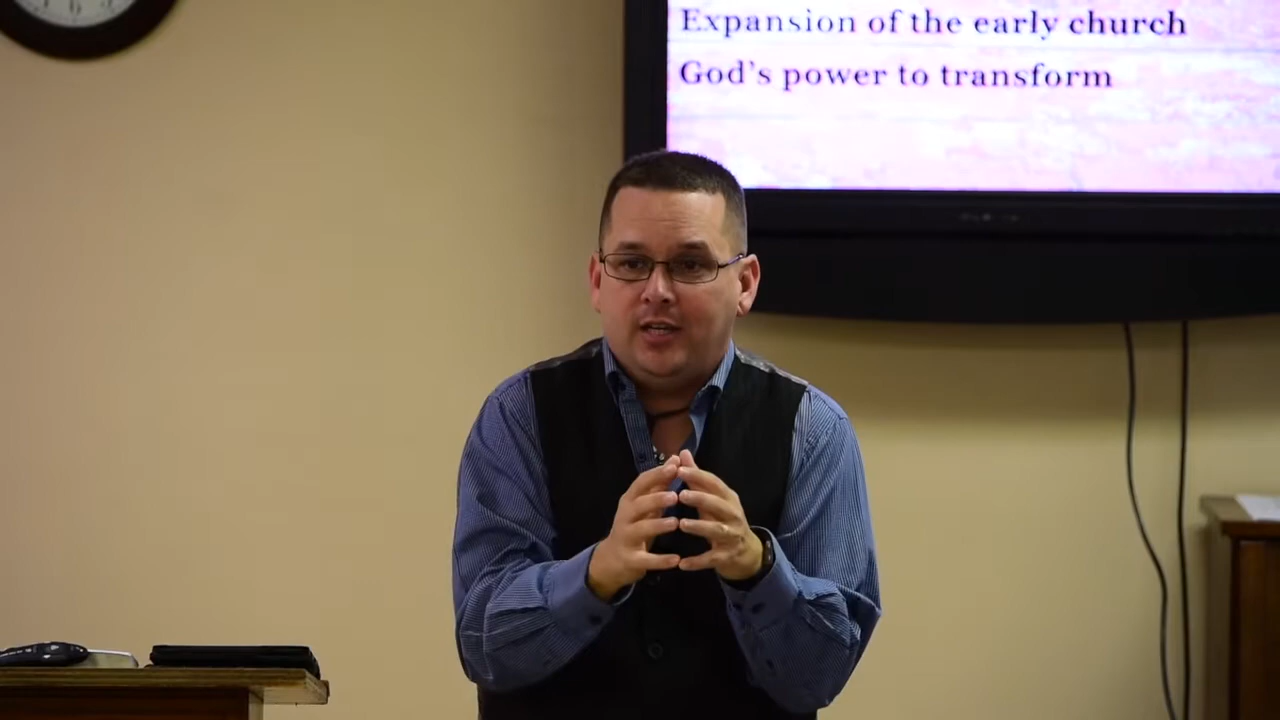 Expansion of the early church
God's power to transform